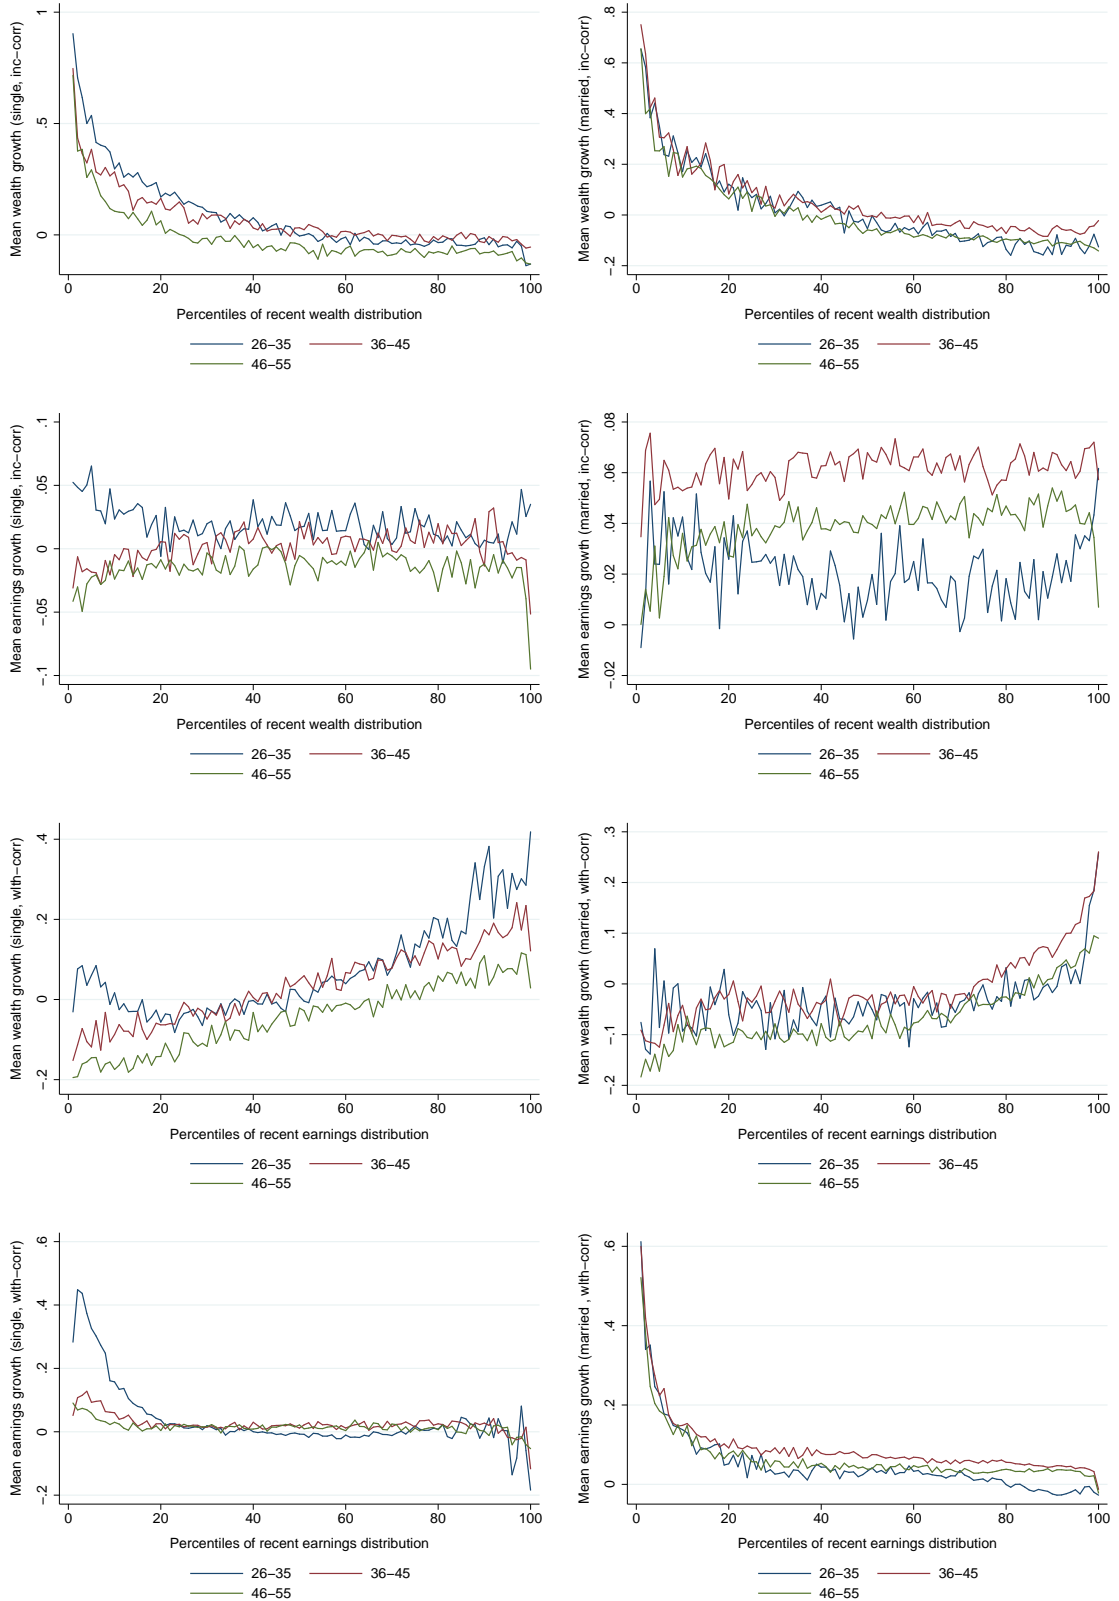 Mean wealth growth (single, inc−corr)
1
.5
0
0 20 40 60 80 100
Percentiles of recent wealth distribution
26−35 36−45
46−55
Mean wealth growth (married, inc−corr)
.8
.6
.4
.2
0
−.2
0 20 40 60 80 100
Percentiles of recent wealth distribution
26−35 36−45
46−55
Mean earnings growth (single, inc−corr)
.1
.05
0
−.05
−.1
0 20 40 60 80 100
Percentiles of recent wealth distribution
26−35 36−45
46−55
Mean earnings growth (married, inc−corr)
.08
.06
.04
.02
0
−.02
0 20 40 60 80 100
Percentiles of recent wealth distribution
26−35 36−45
46−55
Mean wealth growth (single, wlth−corr)
.4
.2
0
−.2
0 20 40 60 80 100
Percentiles of recent earnings distribution
26−35 36−45
46−55
Mean wealth growth (married, wlth−corr)
.3
.2
.1
0
−.1
−.2
0 20 40 60 80 100
Percentiles of recent earnings distribution
26−35 36−45
46−55
Mean earnings growth (single, wlth−corr)
.6
.4
.2
0
−.2
0 20 40 60 80 100
Percentiles of recent earnings distribution
26−35 36−45
46−55
Mean earnings growth (married , wlth−corr)
.6
.4
.2
0
0 20 40 60 80 100
Percentiles of recent earnings distribution
26−35 36−45
46−55